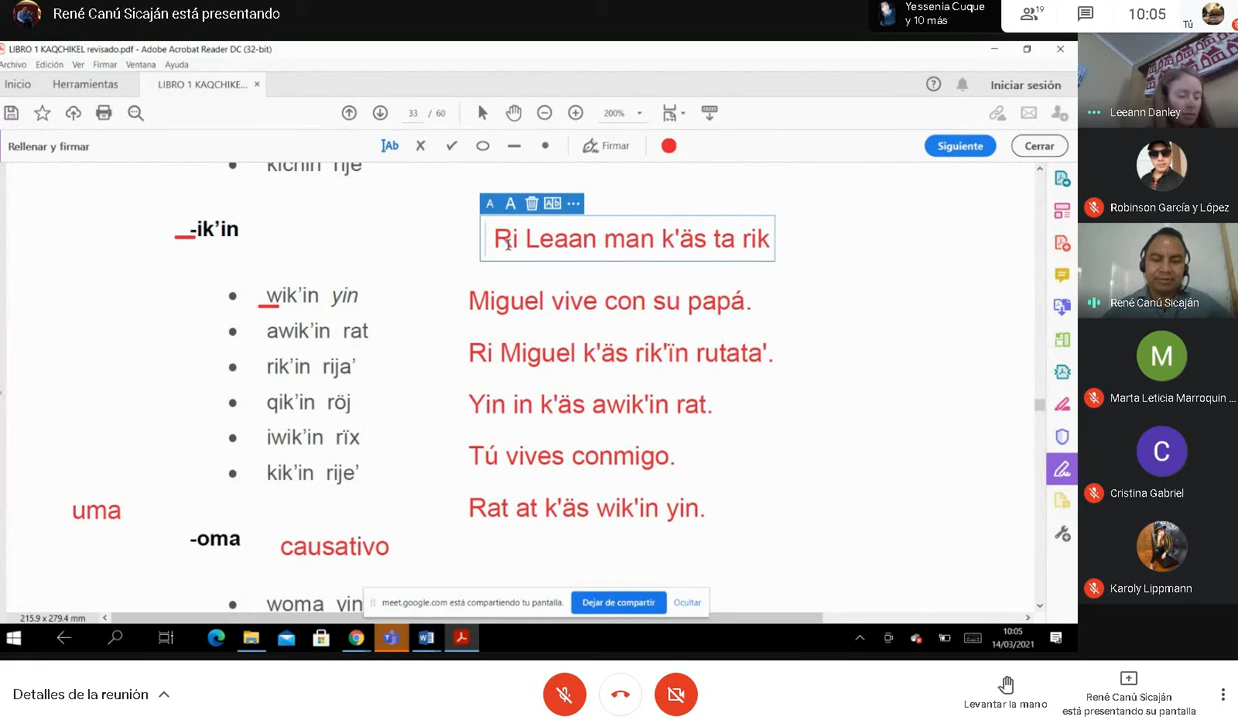 René Canú Sicaján está presentando
Yessenia Cuque
y 10 más
19
10:05
Tú
LIBRO 1 KAQCHIKEL revisado.pdf - Adobe Acrobat Reader DC (32-bit)
Archivo Edición Ver Firmar Ventana Ayuda
Inicio Herramientas LIBRO 1 KAQCHIKE... × Iniciar sesión
33 / 60 200%
Rellenar y firmar Ab Firmar Siguiente Cerrar
kichin rije
-ik’in
Ri Leaan man k'äs ta rik
• wik’in yin
• awik’in rat
• rik’in rija’
• qik’in röj
• iwik’in rïx
• kik’in rije’
Miguel vive con su papá.
Ri Miguel k'äs rik'ïn rutata'.
Yin in k'äs awik'in rat.
Tú vives conmigo.
Rat at k'äs wik'in yin.
uma
-oma causativo
• woma yin
meet.google.com está compartiendo tu pantalla. Dejar de compartir Ocultar
215.9 x 279.4 mm
10:05
14/03/2021
Leeann Danley
Robinson García y López
René Canú Sicaján
M
Marta Leticia Marroquin ...
C
Cristina Gabriel
Karoly Lippmann
Detalles de la reunión
Levantar la mano
René Canú Sicaján
está presentando su pantalla